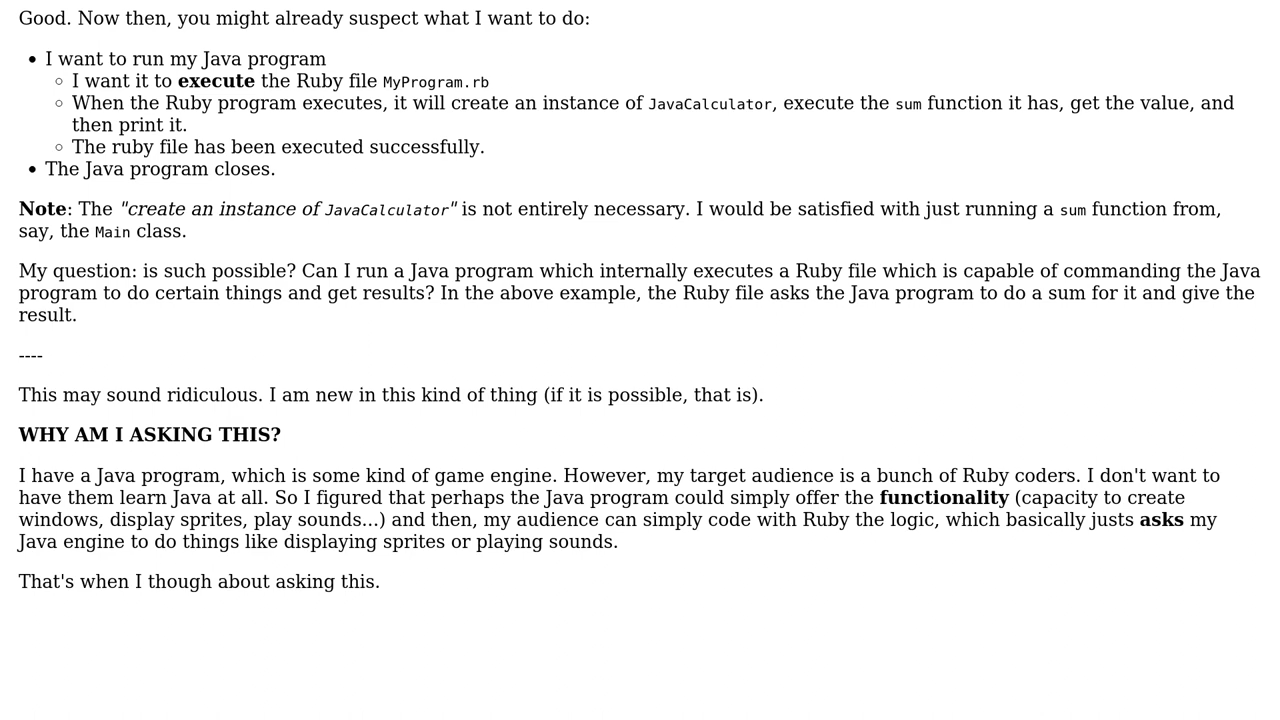 Good. Now then, you might already suspect what I want to do:
• I want to run my Java program
◦ I want it to execute the Ruby file MyProgram.rb
◦ When the Ruby program executes, it will create an instance of JavaCalculator, execute the sum function it has, get the value, and
then print it.
◦ The ruby file has been executed successfully.
• The Java program closes.
Note: The "create an instance of JavaCalculator" is not entirely necessary. I would be satisfied with just running a sum function from,
say, the Main class.
My question: is such possible? Can I run a Java program which internally executes a Ruby file which is capable of commanding the Java
program to do certain things and get results? In the above example, the Ruby file asks the Java program to do a sum for it and give the
result.
----
This may sound ridiculous. I am new in this kind of thing (if it is possible, that is).
WHY AM I ASKING THIS?
I have a Java program, which is some kind of game engine. However, my target audience is a bunch of Ruby coders. I don't want to
have them learn Java at all. So I figured that perhaps the Java program could simply offer the functionality (capacity to create
windows, display sprites, play sounds...) and then, my audience can simply code with Ruby the logic, which basically justs asks my
Java engine to do things like displaying sprites or playing sounds.
That's when I though about asking this.